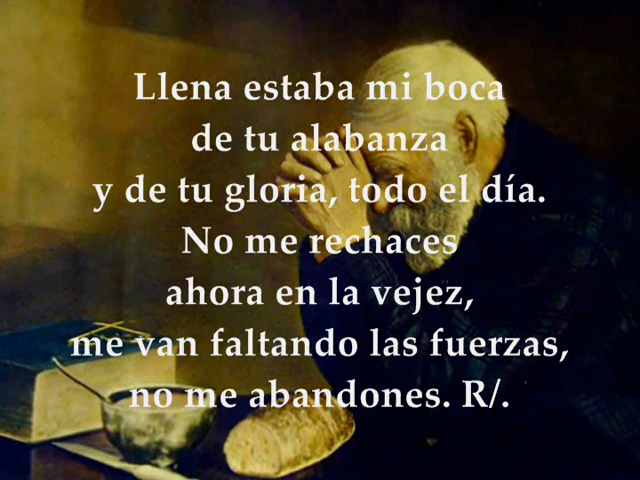 Llena estaba mi boca
de tu alabanza
y de tu gloria, todo el día.
No me rechaces
ahora en la vejez,
me van faltando las fuerzas,
no me abandones. R/.